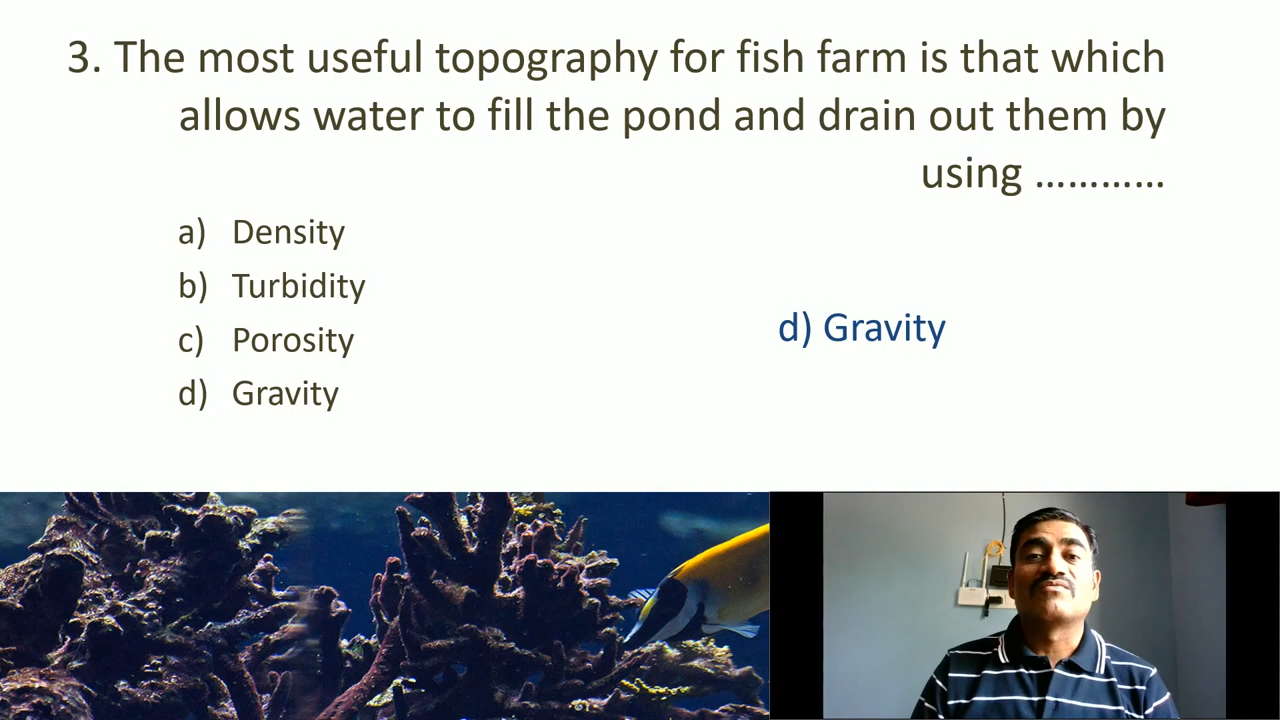 3. The most useful topography for fish farm is that which
allows water to fill the pond and drain out them by
using ………….
a) Density
b) Turbidity
c) Porosity
d) Gravity
d) Gravity